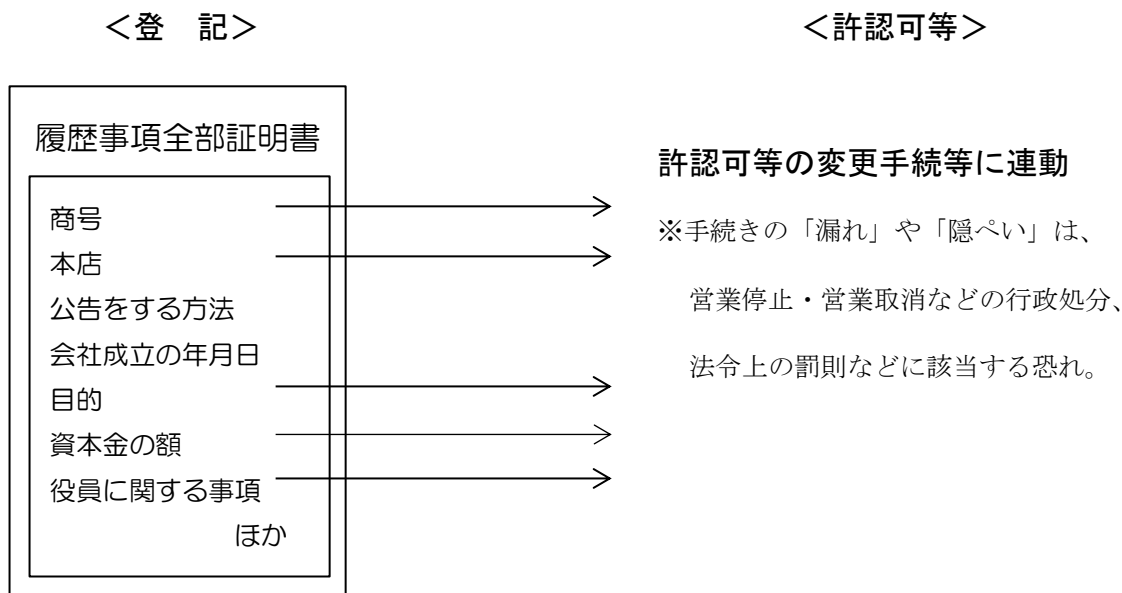 ＜登　記＞
＜許認可等＞
履歴事項全部証明書
商号
本店
公告をする方法
会社成立の年月日
目的
資本金の額
役員に関する事項
ほか
許認可等の変更手続等に連動
※手続きの「漏れ」や「隠ぺい」は、
営業停止・営業取消などの行政処分、
法令上の罰則などに該当する恐れ。